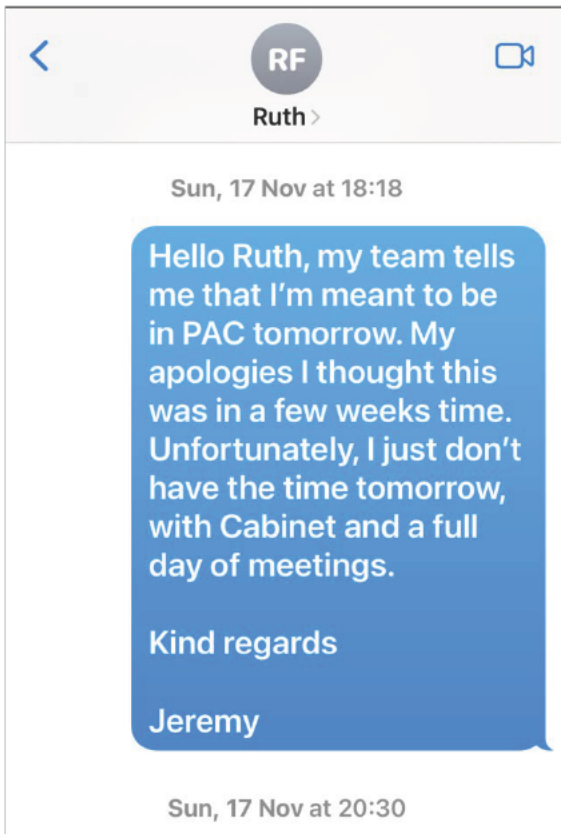 RF
Ruth >
Sun, 17 Nov at 18:18
Hello Ruth, my team tells
me that I'm meant to be
in PAC tomorrow. My
apologies I thought this
was in a few weeks time.
Unfortunately, I just don't
have the time tomorrow,
with Cabinet and a full
day of meetings.
Kind regards
Jeremy
Sun, 17 Nov at 20:30